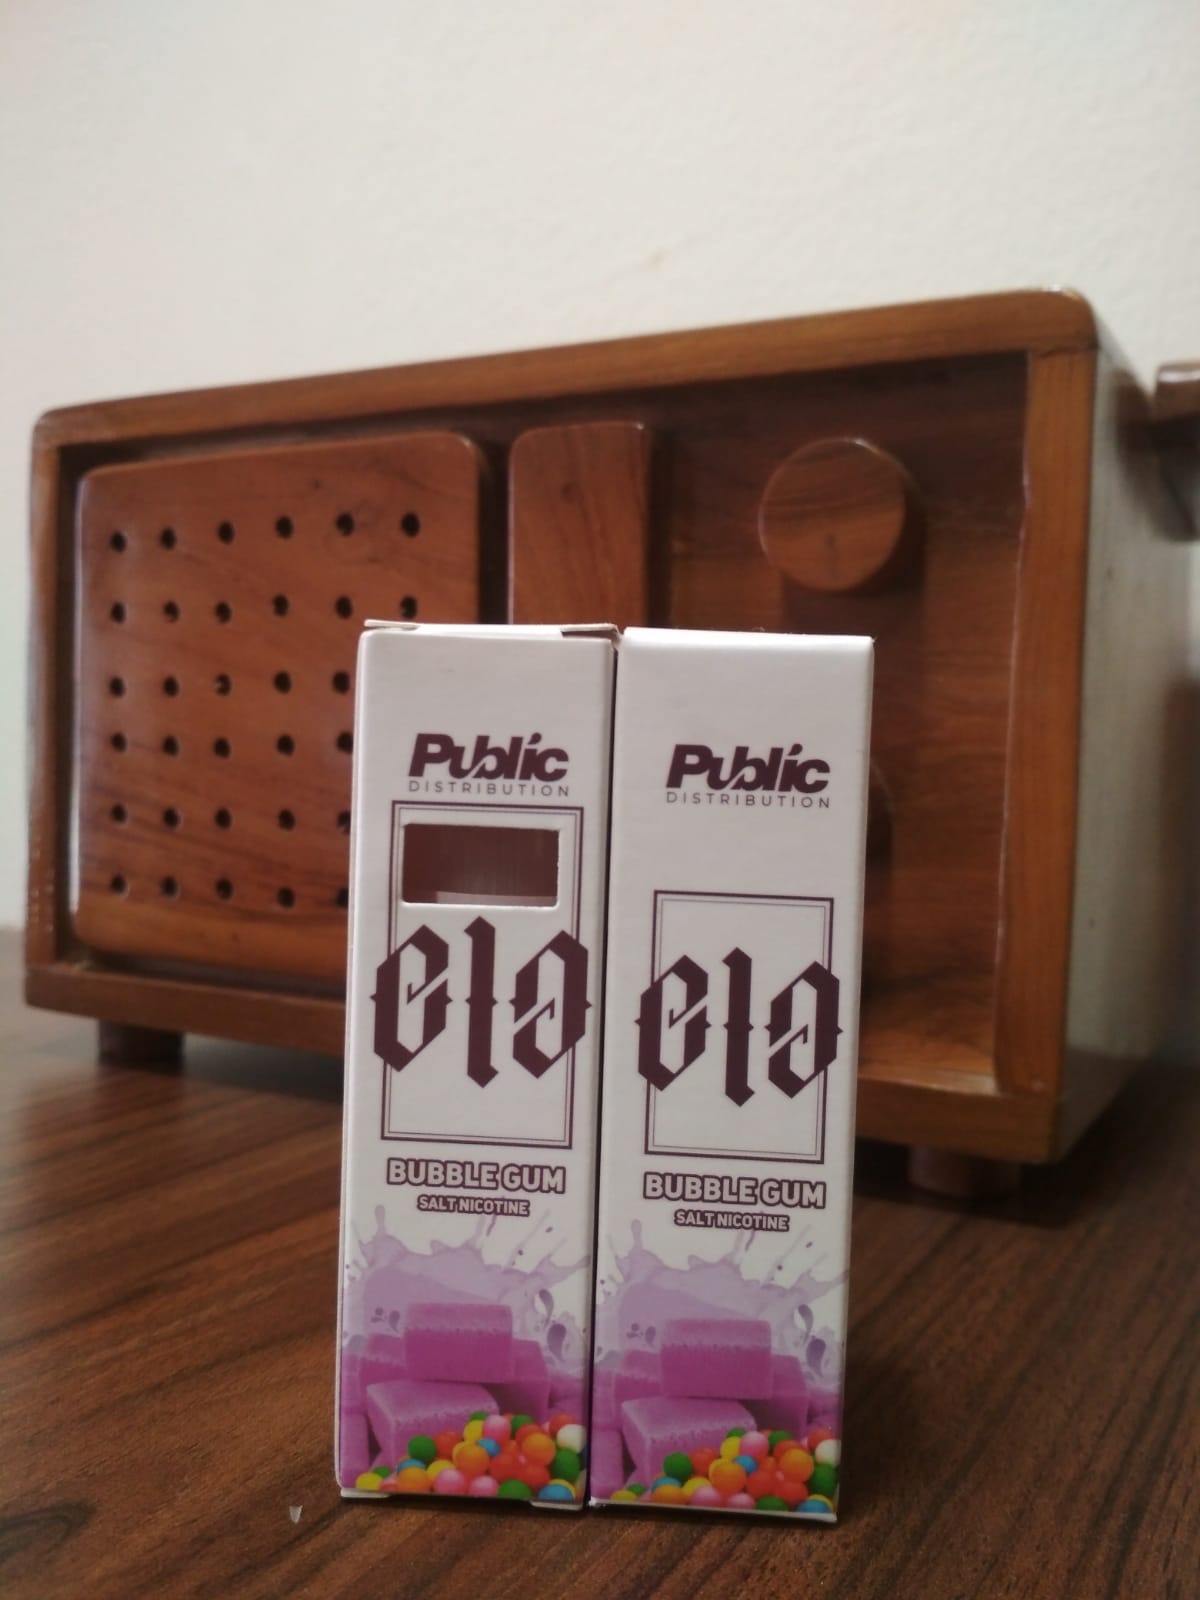 Public
DISTRIBUTION
ela
BUBBLE GUM
SALT NICOTINE
Public
DISTRIBUTION
ela
BUBBLE GUM
SALT NICOTINE